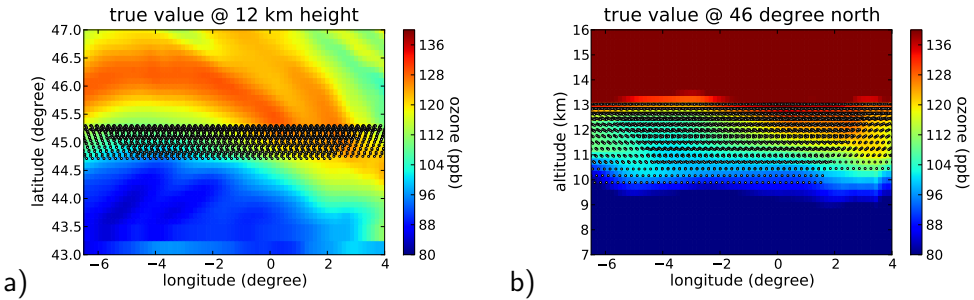 true value @ 12 km height
47.0
46.5
46.0
45.5
45.0
44.5
44.0
43.5
43.0
latitude (degree)
−6 −4 −2 0 2 4
longitude (degree)
136
128
120
112
104
96
88
80
ozone (ppb)
a)
true value @ 46 degree north
16
15
14
13
12
11
10
9
8
7
altitude (km)
−6 −4 −2 0 2 4
longitude (degree)
136
128
120
112
104
96
88
80
ozone (ppb)
b)